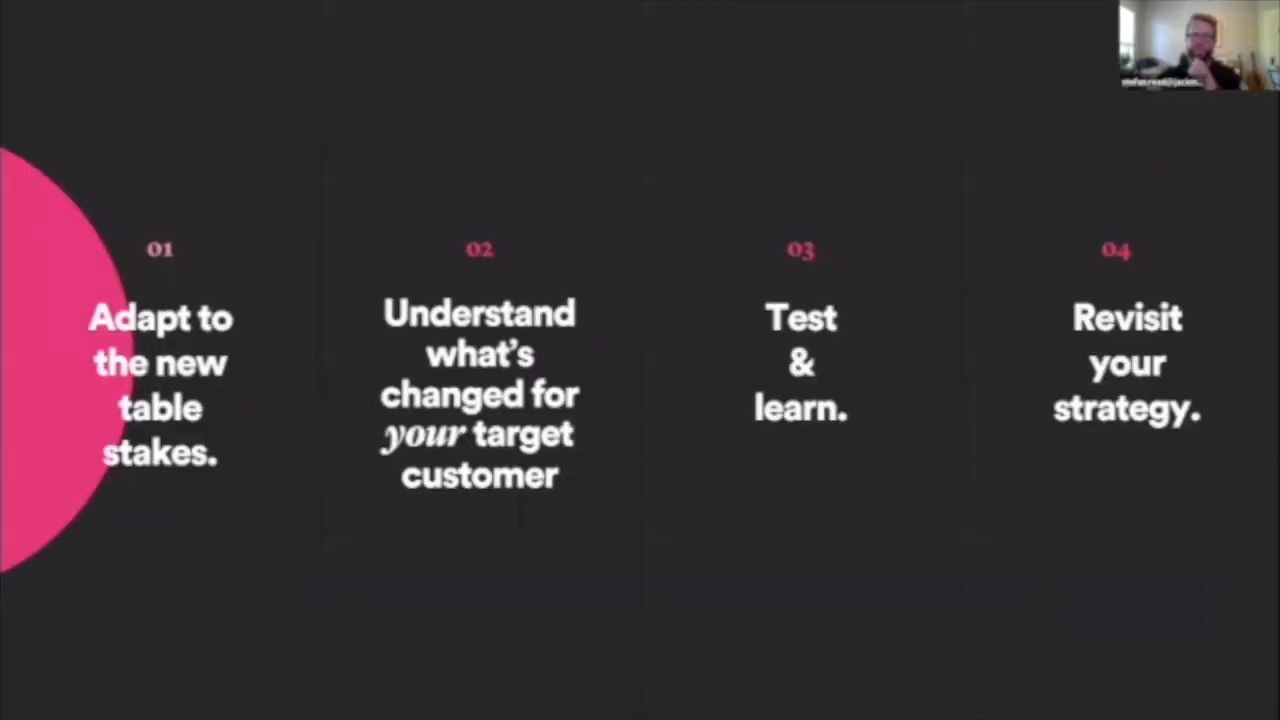 01
Adapt to
the new
table
stakes.
02
Understand
what's
changed for
your target
customer
03
Test
&
learn.
04
Revisit
your
strategy.